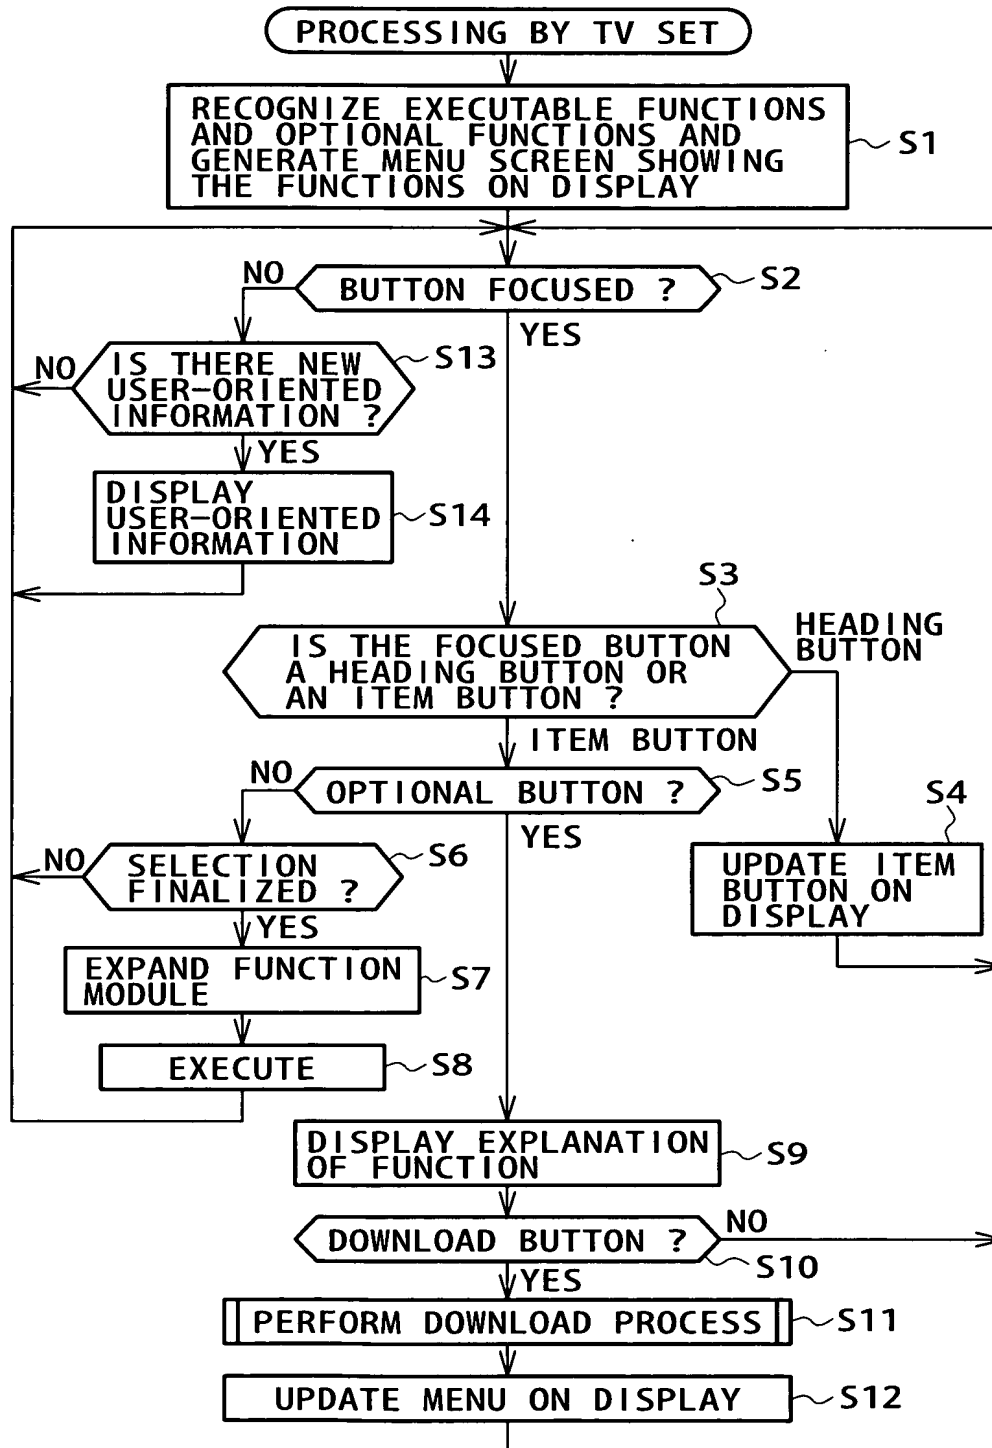 PROCESSING BY TV SET
RECOGNIZE EXECUTABLE FUNCTIONS
AND OPTIONAL FUNCTIONS AND
GENERATE MENU SCREEN SHOWING
THE FUNCTIONS ON DISPLAY
S1
NO
BUTTON FOCUSED ?
S2
YES
NO
IS THERE NEW
USER-ORIENTED
INFORMATION ?
S13
YES
DISPLAY
USER-ORIENTED
INFORMATION
S14
S3
IS THE FOCUSED BUTTON
A HEADING BUTTON OR
AN ITEM BUTTON ?
HEADING
BUTTON
ITEM BUTTON
NO
OPTIONAL BUTTON ?
S5
YES
S4
UPDATE ITEM
BUTTON ON
DISPLAY
NO
SELECTION
FINALIZED ?
S6
YES
EXPAND FUNCTION
MODULE
S7
EXECUTE
S8
DISPLAY EXPLANATION
OF FUNCTION
S9
DOWNLOAD BUTTON ?
NO
S10
YES
PERFORM DOWNLOAD PROCESS
S11
UPDATE MENU ON DISPLAY
S12